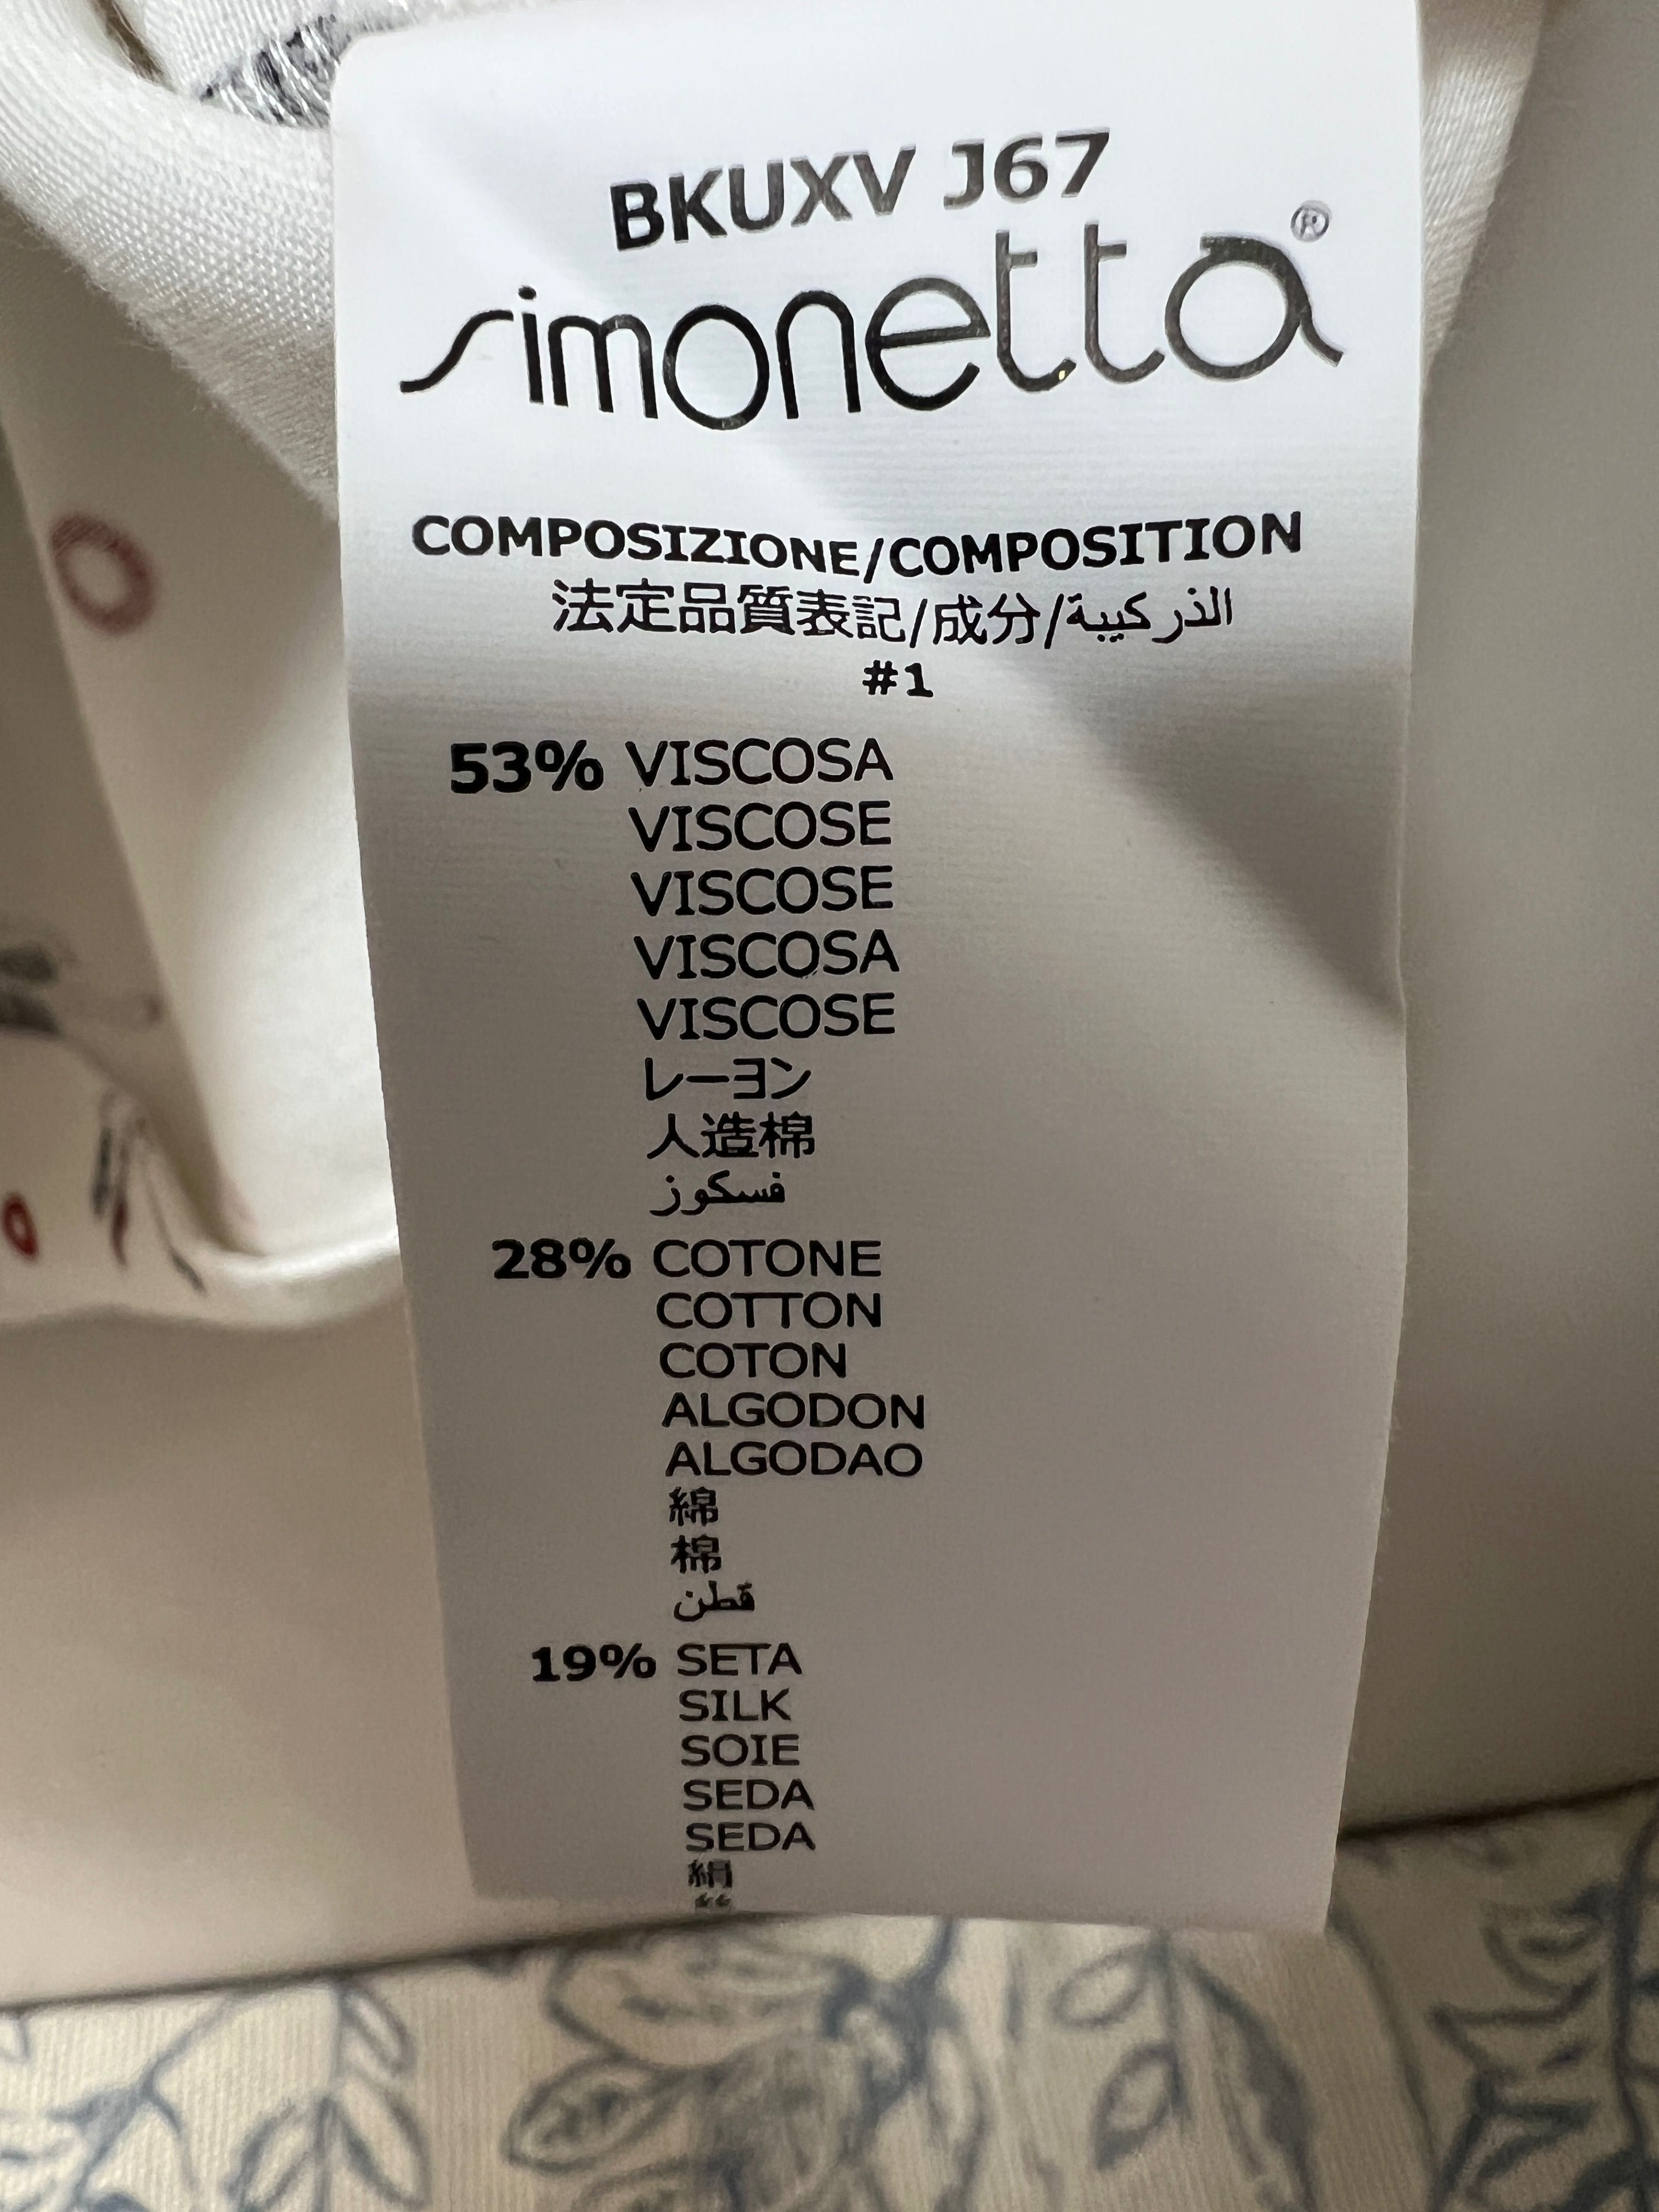 BKUXV J67
simonetta®
COMPOSIZIONE/COMPOSITION
法定品質表記/成分/الذركيبة
#1
53% VISCOSA
VISCOSE
VISCOSE
VISCOSA
VISCOSE
レーヨン
人造棉
فسكوز
28% COTONE
COTTON
COTON
ALGODON
ALGODAO
綿
棉
قطن
19% SETA
SILK
SOIE
SEDA
SEDA
絹